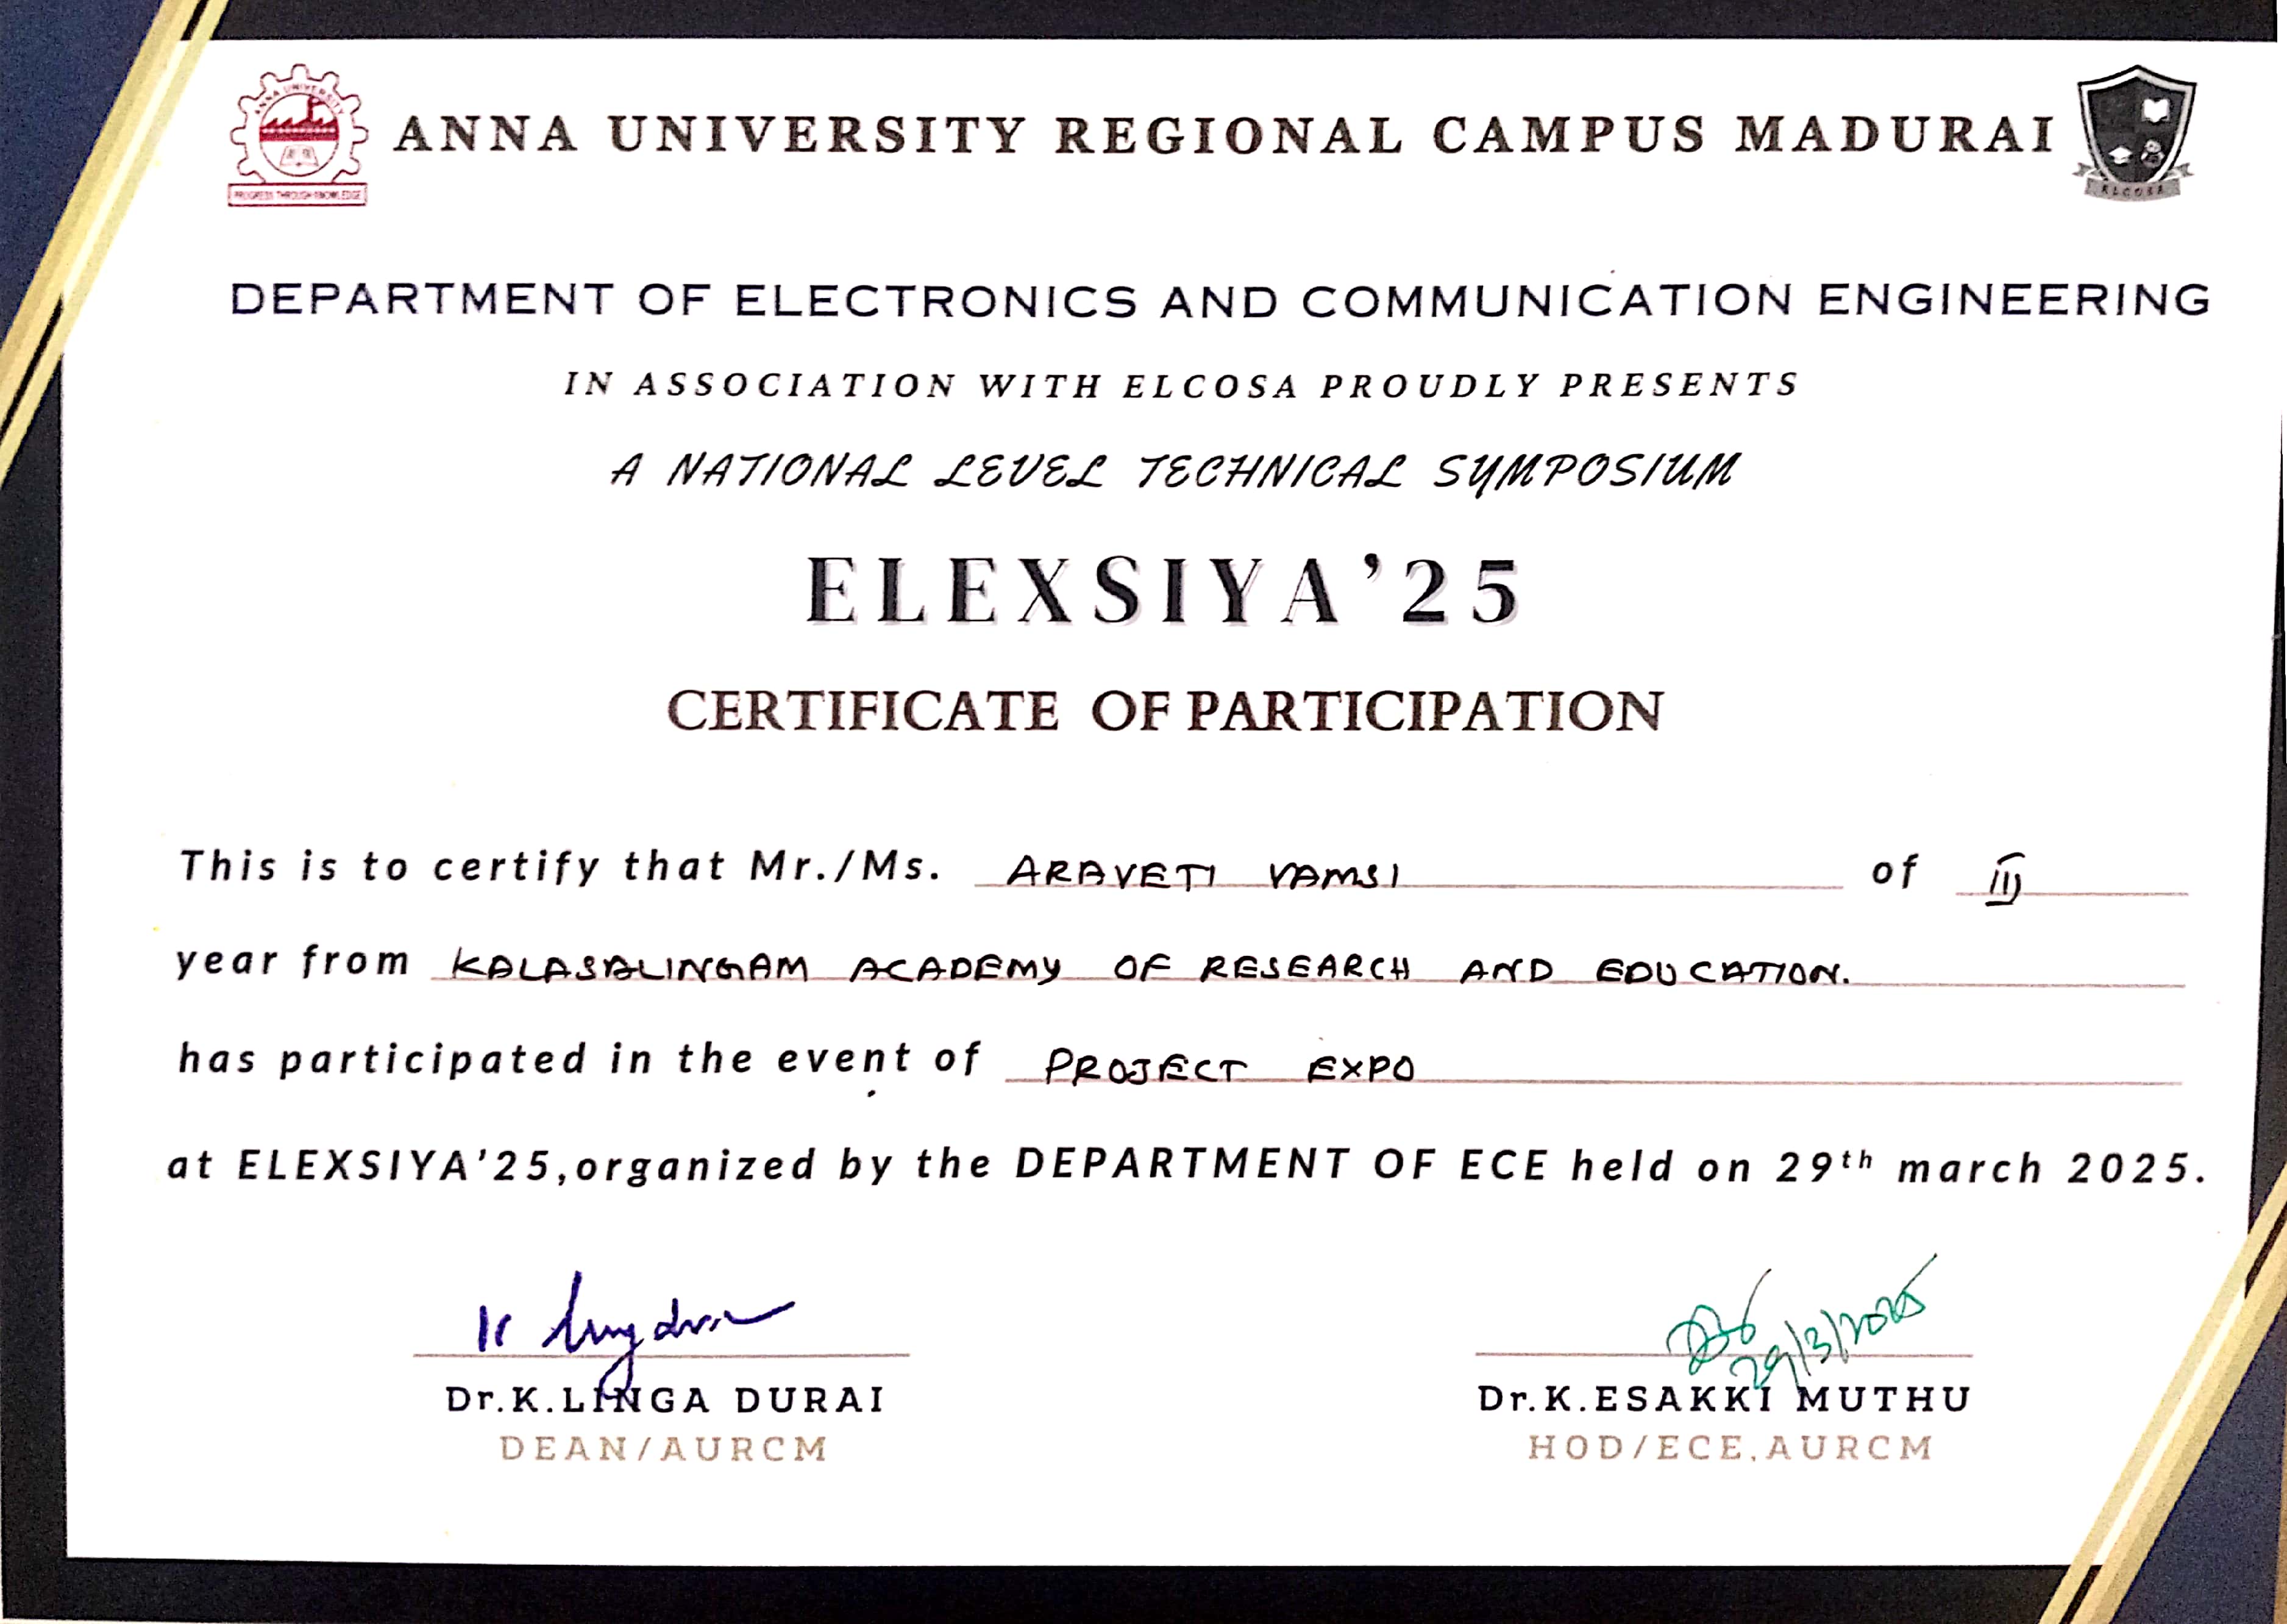 ANNA UNIVERSITY
PROGRESS THROUGH KNOWLEDGE
ANNA UNIVERSITY REGIONAL CAMPUS MADURAI
ELCOSA
DEPARTMENT OF ELECTRONICS AND COMMUNICATION ENGINEERING
IN ASSOCIATION WITH ELCOSA PROUDLY PRESENTS
A NATIONAL LEVEL TECHNICAL SYMPOSIUM
ELEXSIYA'25
CERTIFICATE OF PARTICIPATION
This is to certify that Mr./Ms. ARAVETI VAMSI of III
year from KALASALINGAM ACADEMY OF RESEARCH AND EDUCATION.
has participated in the event of PROJECT EXPO
at ELEXSIYA'25,organized by the DEPARTMENT OF ECE held on 29th march 2025.
29/3/2025
Dr.K.LINGA DURAI Dr.K.ESAKKI MUTHU
DEAN/AURCM HOD/ECE,AURCM